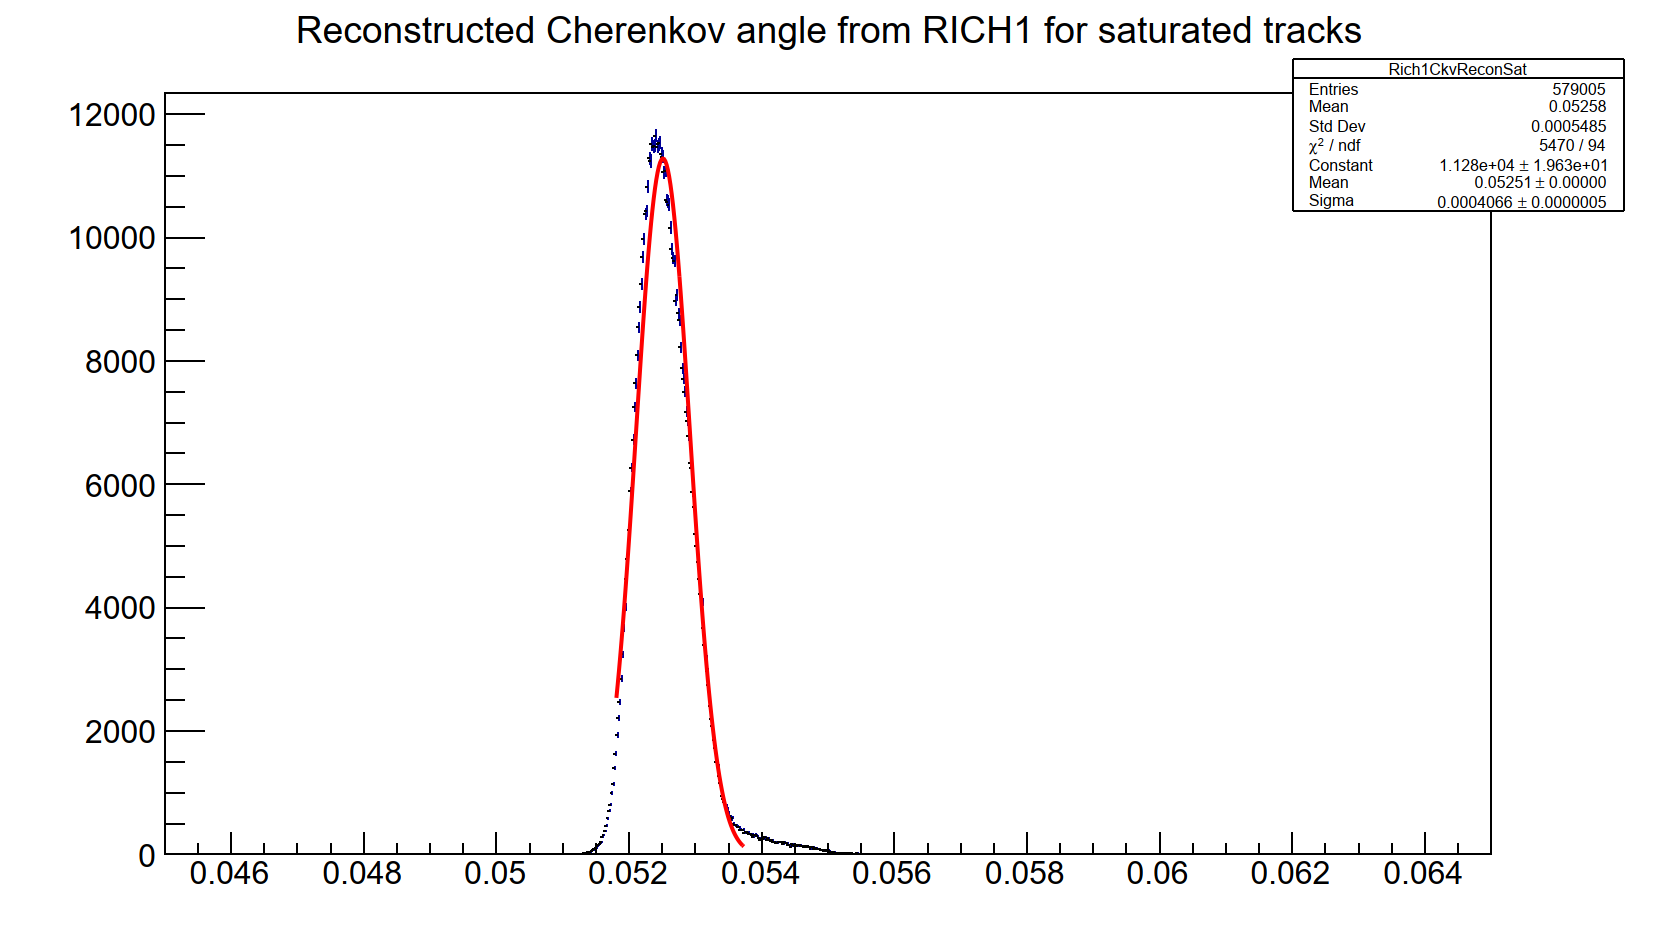 Reconstructed Cherenkov angle from RICH1 for saturated tracks
Rich1CkvReconSat
Entries 579005
Mean 0.05258
Std Dev 0.0005485
χ² / ndf 5470 / 94
Constant 1.128e+04 ± 1.963e+01
Mean 0.05251 ± 0.00000
Sigma 0.0004066 ± 0.0000005
12000
10000
8000
6000
4000
2000
0
0.046 0.048 0.05 0.052 0.054 0.056 0.058 0.06 0.062 0.064